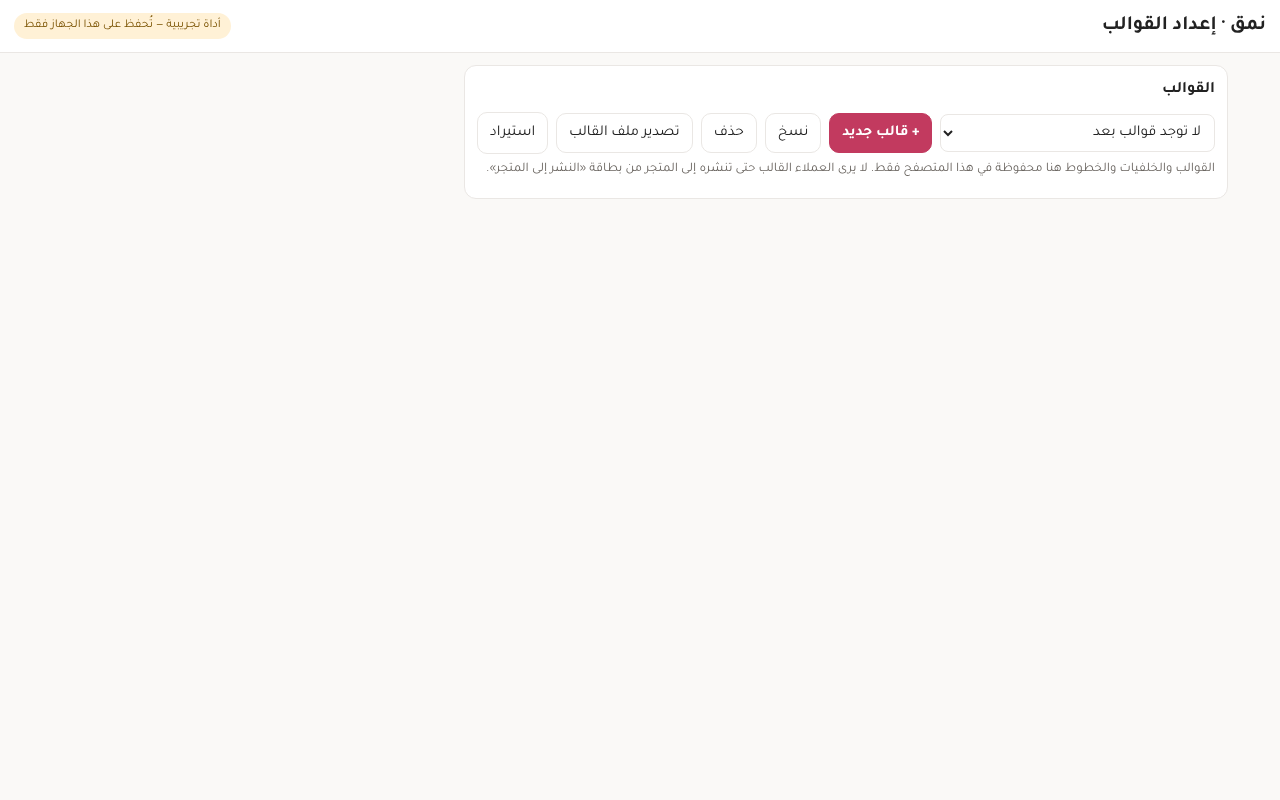 نمق · إعداد القوالب
أداة تجريبية — تُحفظ على هذا الجهاز فقط
القوالب
لا توجد قوالب بعد
+ قالب جديد
نسخ
حذف
تصدير ملف القالب
استيراد
القوالب والخلفيات والخطوط هنا محفوظة في هذا المتصفح فقط. لا يرى العملاء القالب حتى تنشره إلى المتجر من بطاقة «النشر إلى المتجر».